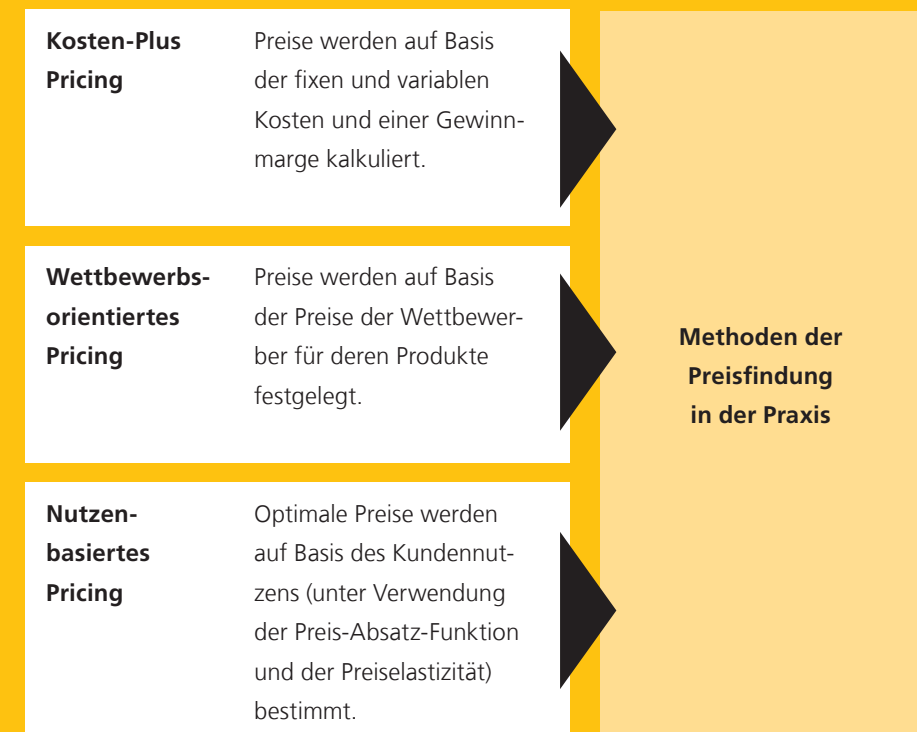 Kosten-Plus
Pricing
Preise werden auf Basis
der fixen und variablen
Kosten und einer Gewinn-
marge kalkuliert.
Wettbewerbs-
orientiertes
Pricing
Preise werden auf Basis
der Preise der Wettbewer-
ber für deren Produkte
festgelegt.
Nutzen-
basiertes
Pricing
Optimale Preise werden
auf Basis des Kundennut-
zens (unter Verwendung
der Preis-Absatz-Funktion
und der Preiselastizität)
bestimmt.
Methoden der
Preisfindung
in der Praxis